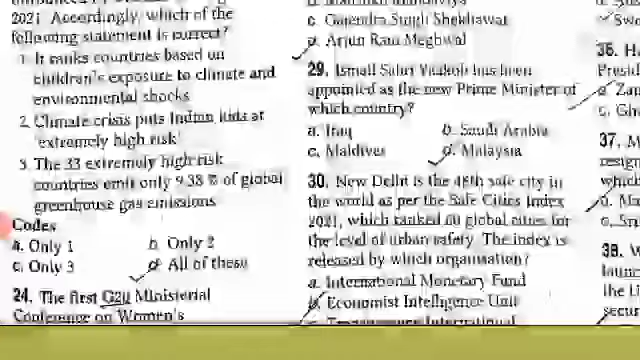 2021 Accordingly, which of the
following statement is correct?
1. It ranks countries based on
children's exposure to climate and
environmental shocks
2. Climate crisis puts Indian kids at
'extremely high risk'
3. The 33 extremely high risk
countries emit only 9.38 % of global
greenhouse gas emissions
Codes
a. Only 1 b. Only 2
c. Only 3 d. All of these
24. The first G20 Ministerial
Conference on Women's
c. Gajendra Singh Shekhawat
d. Arjun Ram Meghwal
29. Ismail Sabri Yaakob has been
appointed as the new Prime Minister of
which country?
a. Iraq b. Saudi Arabia
c. Maldives d. Malaysia
30. New Delhi is the 48th safe city in
the world as per the Safe Cities Index
2021, which ranked 60 global cities for
the level of urban safety. The index is
released by which organisation?
a. International Monetary Fund
b. Economist Intelligence Unit
36.
Presid
37.
resign
which
38.
the Li
secur